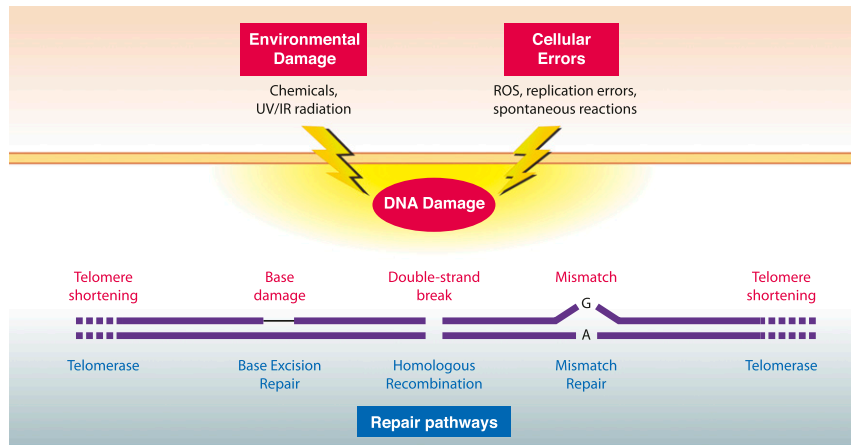 Environmental
Damage
Cellular
Errors
Chemicals,
UV/IR radiation
ROS, replication errors,
spontaneous reactions
DNA Damage
Telomere
shortening
Base
damage
Double-strand
break
Mismatch
Telomere
shortening
G
A
Telomerase
Base Excision
Repair
Homologous
Recombination
Mismatch
Repair
Telomerase
Repair pathways